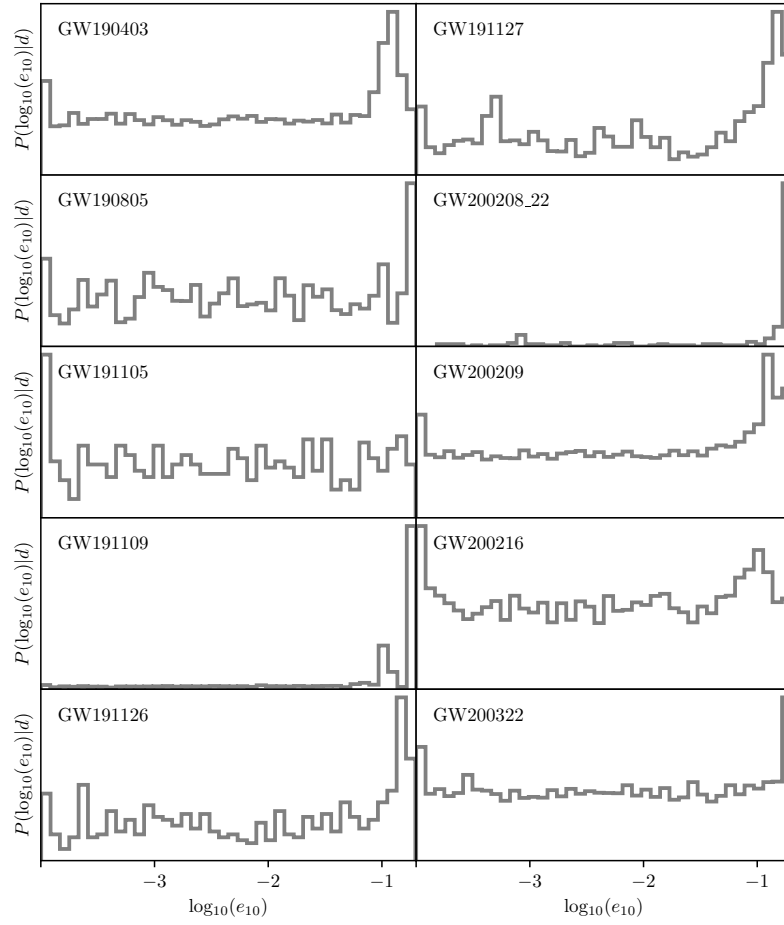 P(log₁₀(e₁₀)|d)
GW190403
GW191127
P(log₁₀(e₁₀)|d)
GW190805
GW200208_22
P(log₁₀(e₁₀)|d)
GW191105
GW200209
P(log₁₀(e₁₀)|d)
GW191109
GW200216
P(log₁₀(e₁₀)|d)
GW191126
GW200322
−3 −2 −1 −3 −2 −1
log₁₀(e₁₀) log₁₀(e₁₀)